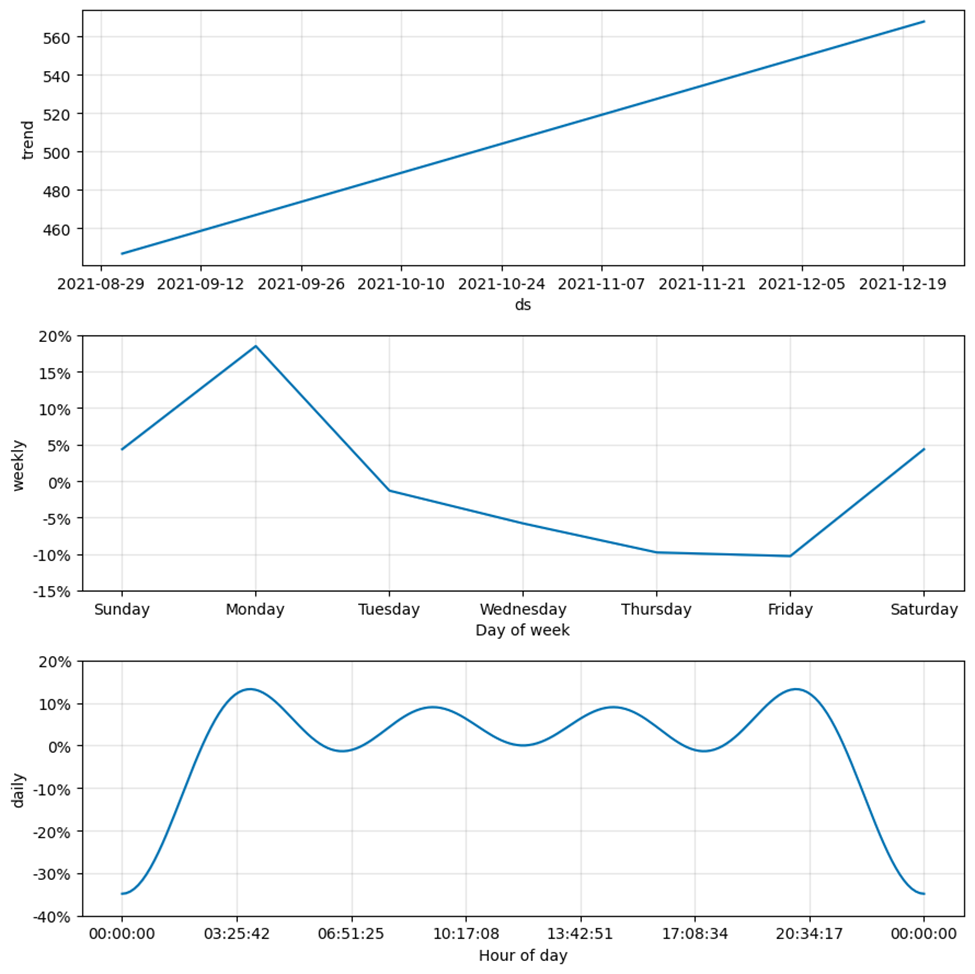 560
540
520
500
480
460
trend
2021-08-29 2021-09-12 2021-09-26 2021-10-10 2021-10-24 2021-11-07 2021-11-21 2021-12-05 2021-12-19
ds
20%
15%
10%
5%
0%
-5%
-10%
-15%
weekly
Sunday Monday Tuesday Wednesday Thursday Friday Saturday
Day of week
20%
10%
0%
-10%
-20%
-30%
-40%
daily
00:00:00 03:25:42 06:51:25 10:17:08 13:42:51 17:08:34 20:34:17 00:00:00
Hour of day